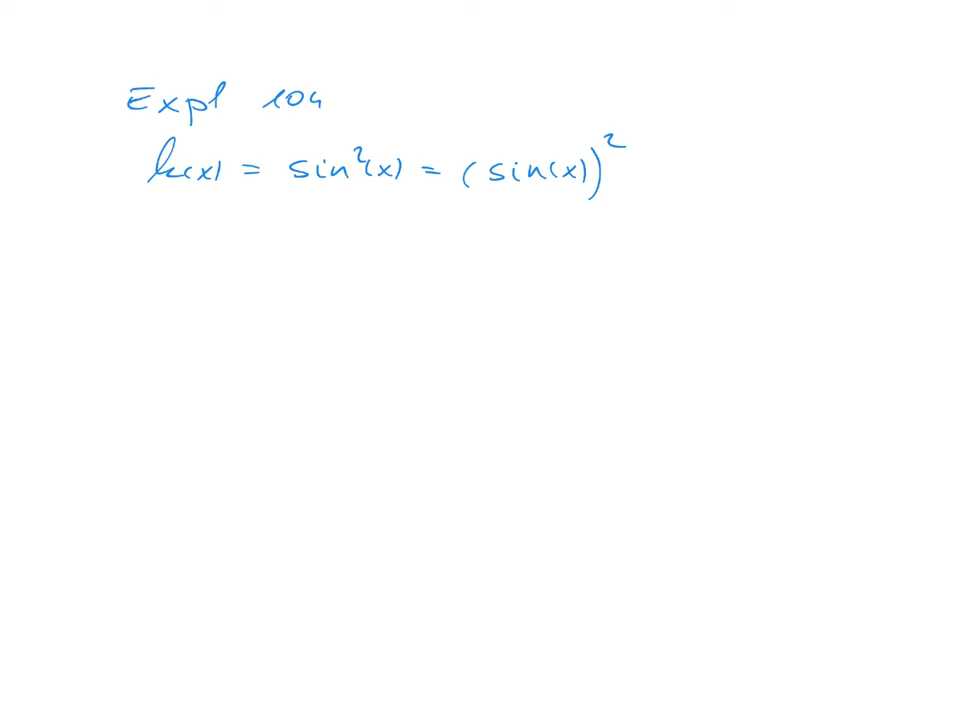 Expl 104
k(x) = sin²(x) = (sin(x))²